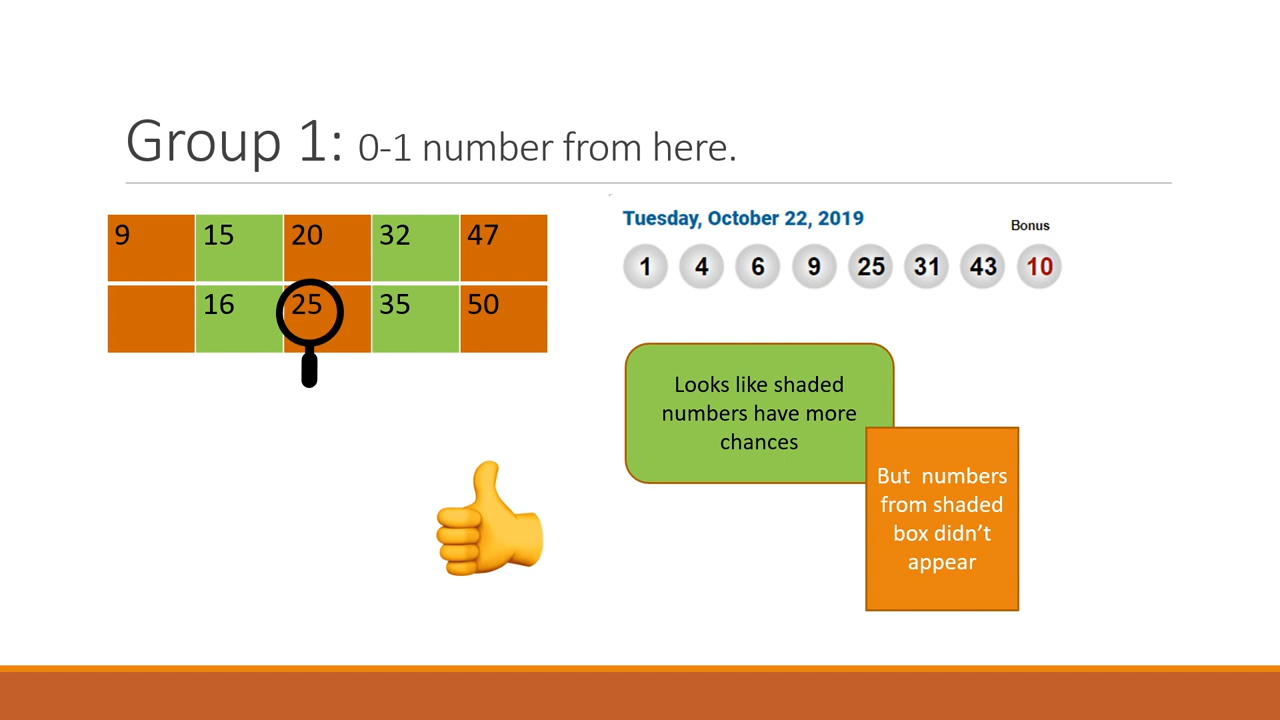 Group 1: 0-1 number from here.
9 15 20 32 47
16 25 35 50
Tuesday, October 22, 2019
Bonus
1 4 6 9 25 31 43 10
Looks like shaded
numbers have more
chances
But numbers
from shaded
box didn’t
appear